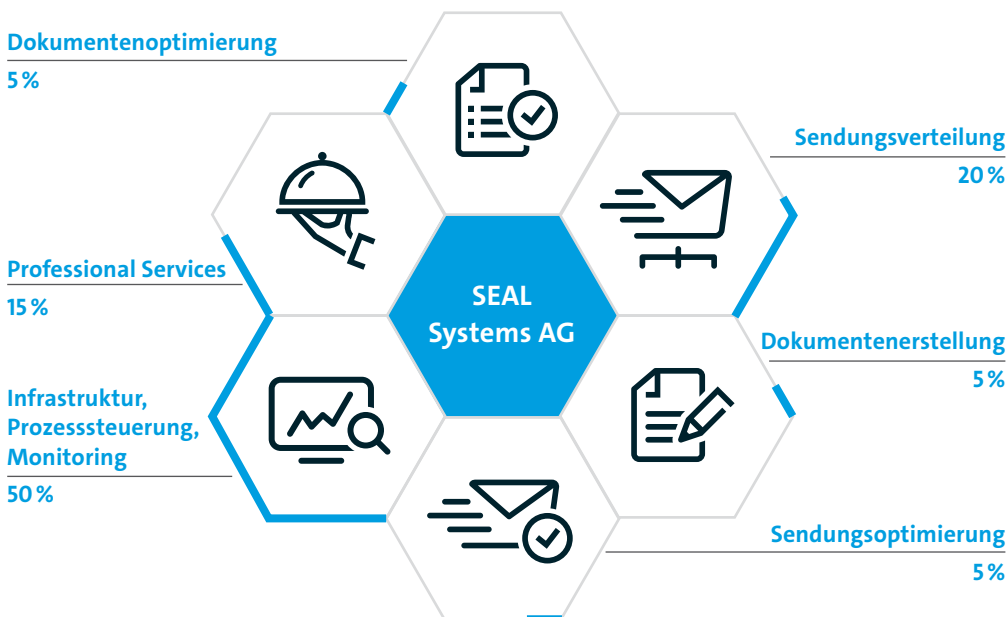 Dokumentenoptimierung
5 %
Sendungsverteilung
20 %
Professional Services
15 %
SEAL
Systems AG
Dokumentenerstellung
5 %
Infrastruktur,
Prozesssteuerung,
Monitoring
50 %
Sendungsoptimierung
5 %